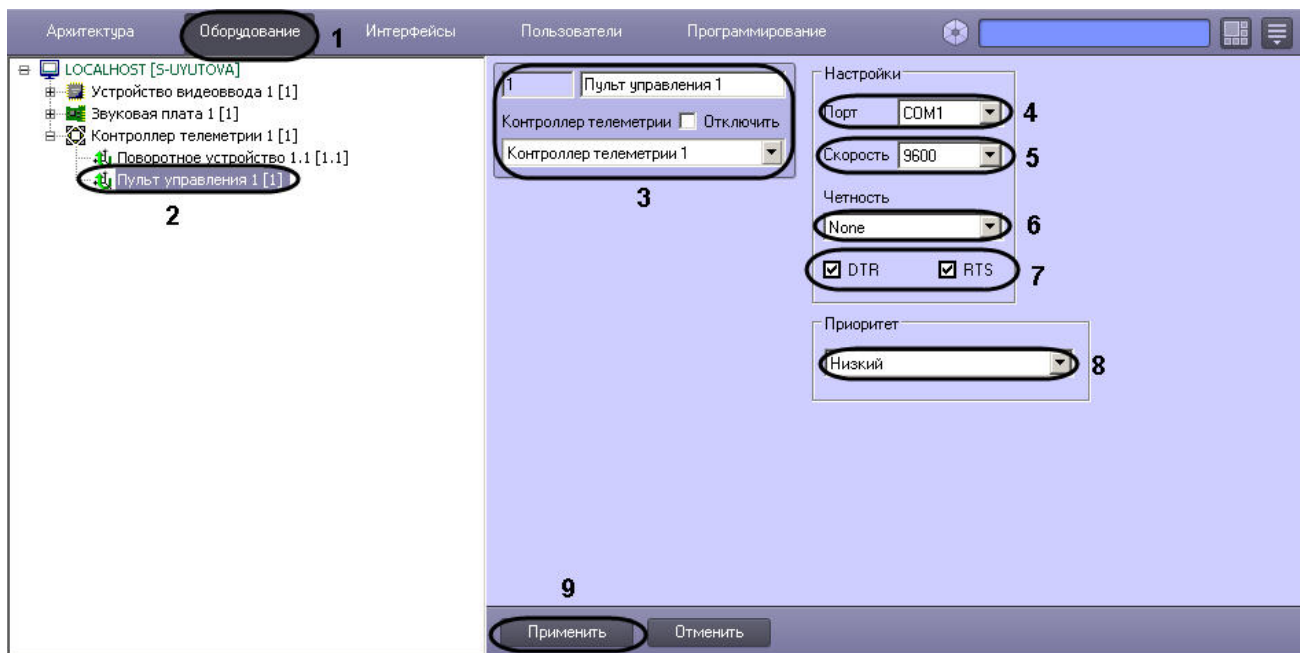 Архитектура Оборудование 1 Интерфейсы Пользователи Программирование
LOCALHOST [S-UYUTOVA]
Устройство видеоввода 1 [1]
Звуковая плата 1 [1]
Контроллер телеметрии 1 [1]
Поворотное устройство 1.1 [1.1]
Пульт управления 1 [1]
2
1 Пульт управления 1
Контроллер телеметрии Отключить
Контроллер телеметрии 1
3
Настройки
Порт COM1 4
Скорость 9600 5
Четность
None 6
DTR RTS 7
Приоритет
Низкий 8
9
Применить Отменить